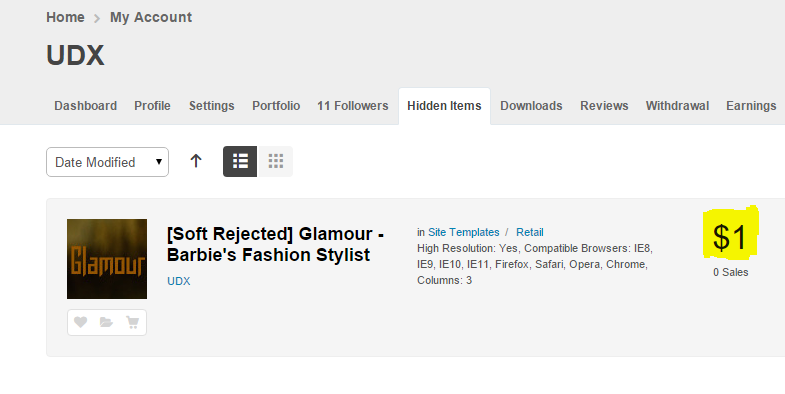 Home > My Account
UDX
Dashboard Profile Settings Portfolio 11 Followers Hidden Items Downloads Reviews Withdrawal Earnings
Date Modified
Glamour
[Soft Rejected] Glamour -
Barbie's Fashion Stylist
UDX
in Site Templates / Retail
High Resolution: Yes, Compatible Browsers: IE8,
IE9, IE10, IE11, Firefox, Safari, Opera, Chrome,
Columns: 3
$1
0 Sales